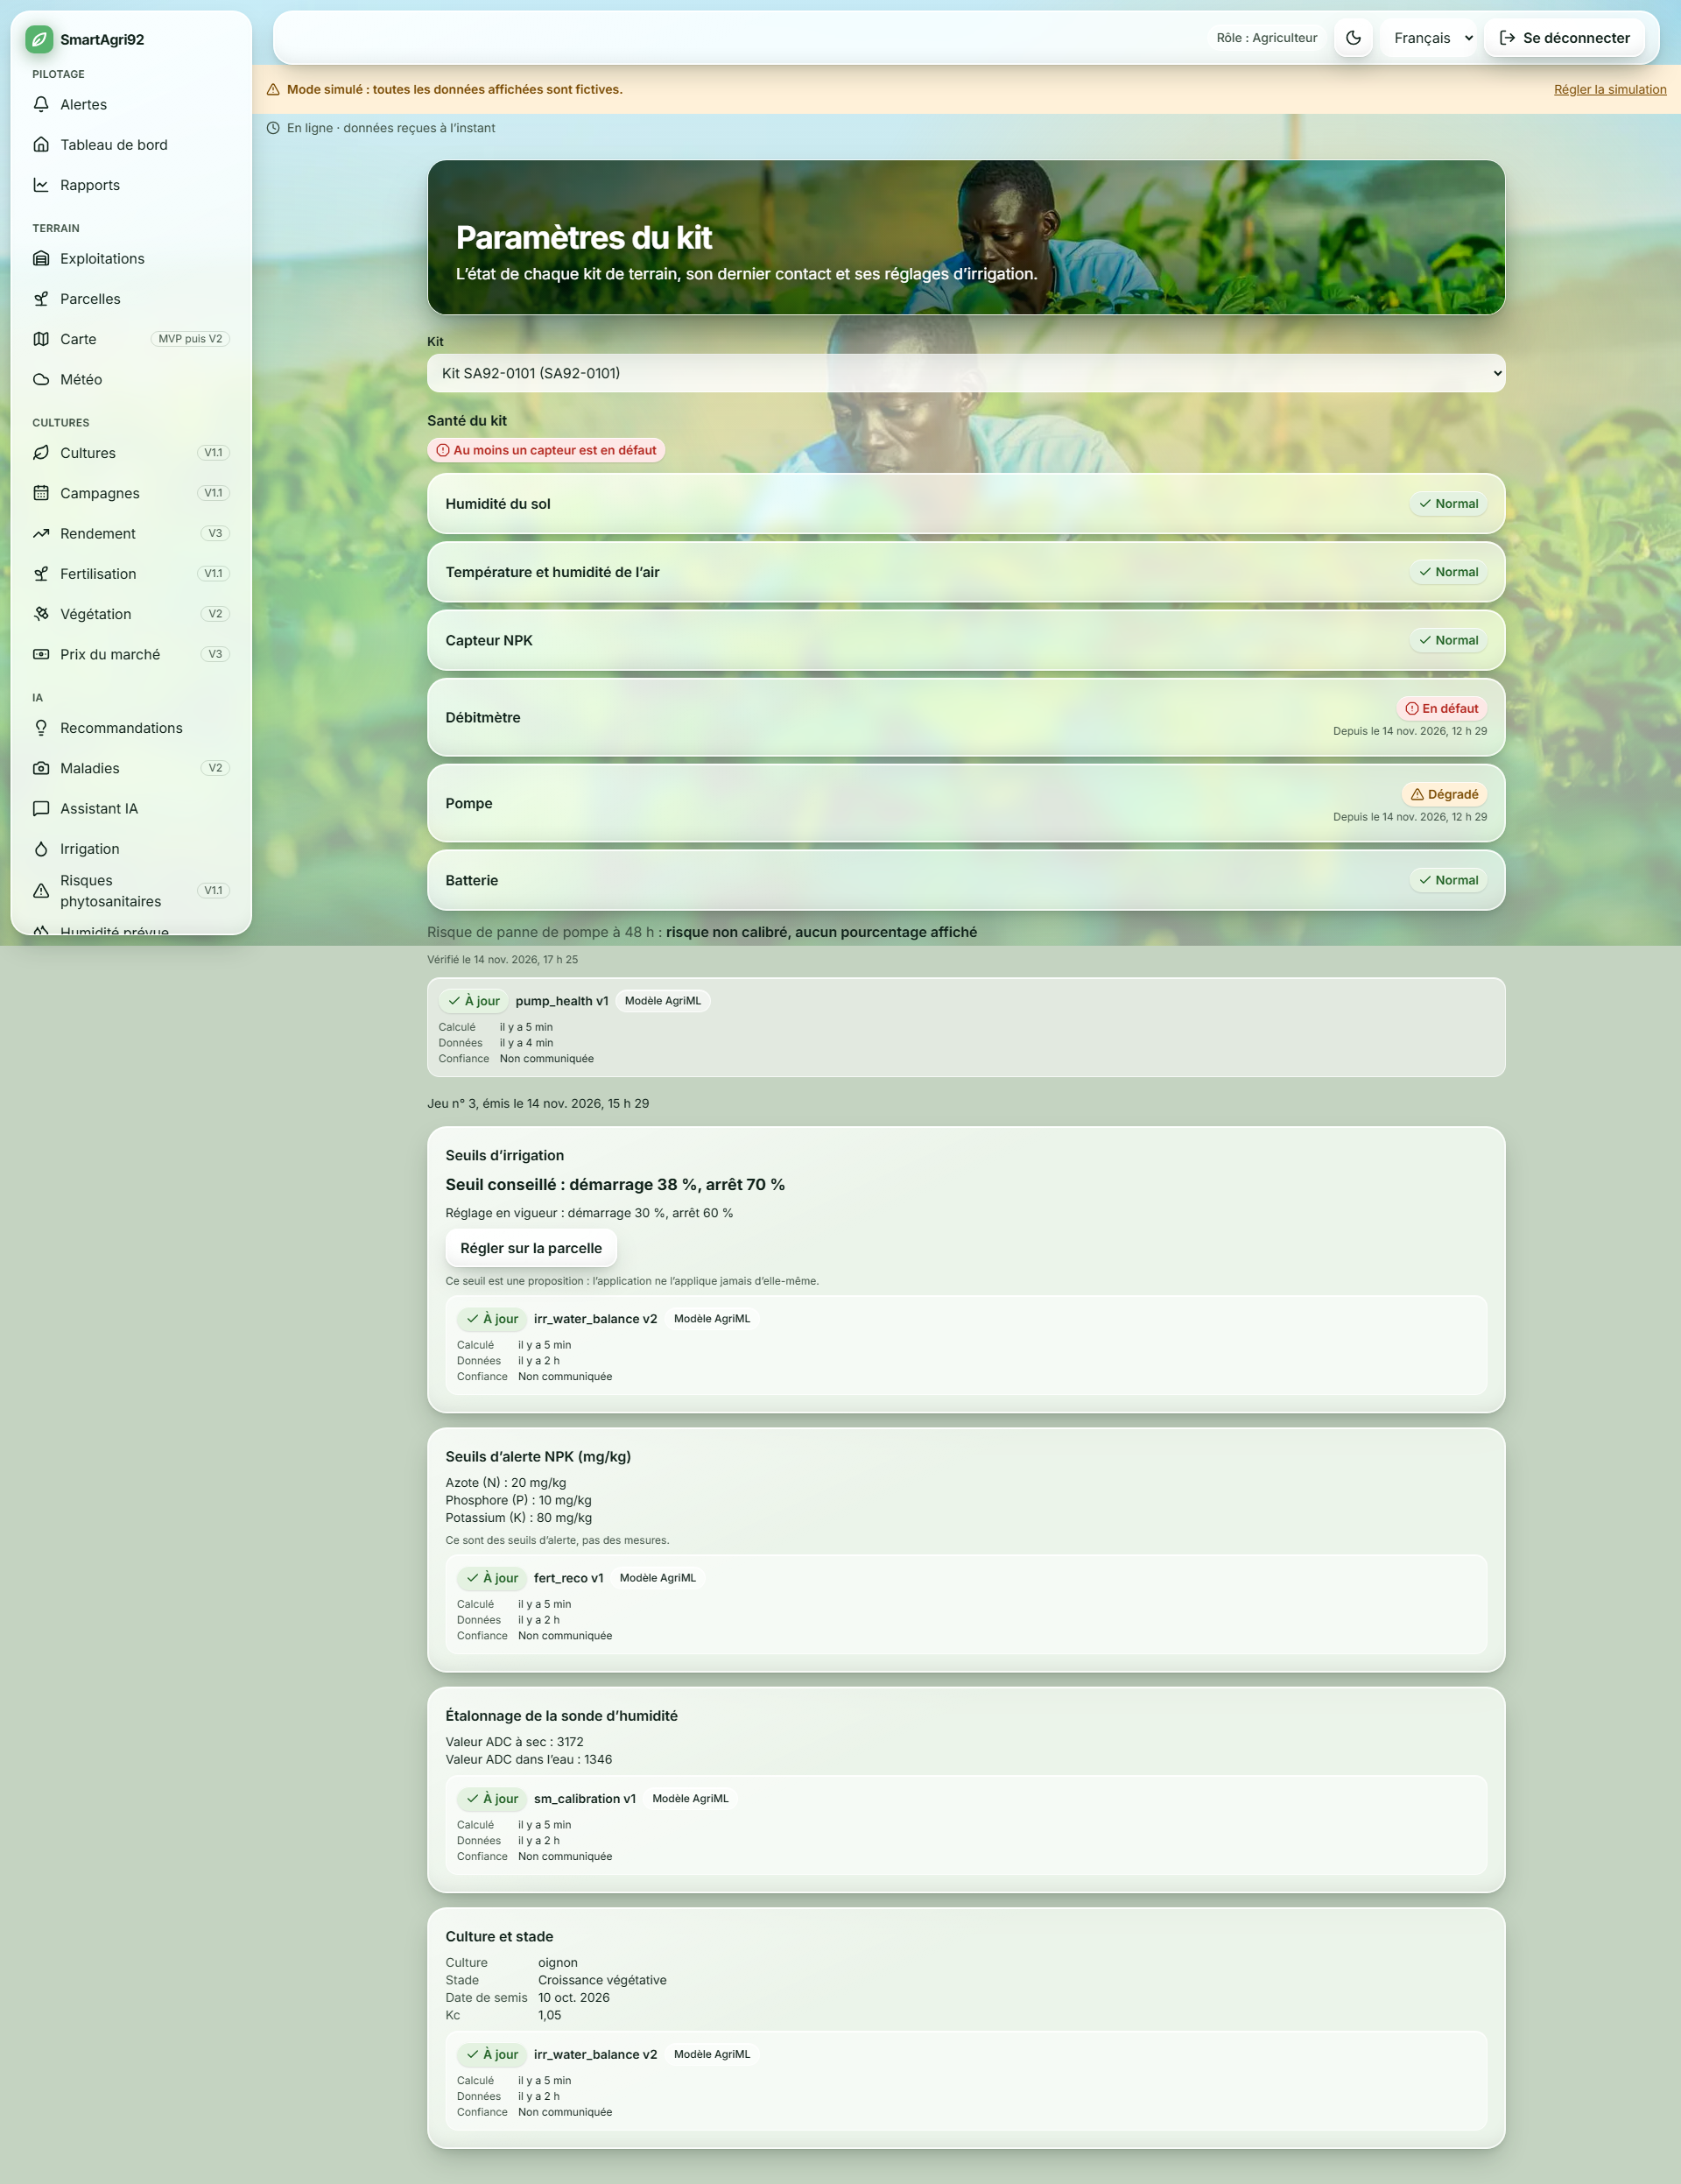 SmartAgri92
PILOTAGE
Alertes
Tableau de bord
Rapports
TERRAIN
Exploitations
Parcelles
Carte MVP puis V2
Météo
CULTURES
Cultures V1.1
Campagnes V1.1
Rendement V3
Fertilisation V1.1
Végétation V2
Prix du marché V3
IA
Recommandations
Maladies V2
Assistant IA
Irrigation
Risques phytosanitaires V1.1
Humidité prévue
Rôle : Agriculteur Français Se déconnecter
Mode simulé : toutes les données affichées sont fictives. Régler la simulation
En ligne · données reçues à l’instant
Paramètres du kit
L’état de chaque kit de terrain, son dernier contact et ses réglages d’irrigation.
Kit
Kit SA92-0101 (SA92-0101)
Santé du kit
Au moins un capteur est en défaut
Humidité du sol Normal
Température et humidité de l’air Normal
Capteur NPK Normal
Débitmètre En défaut
Depuis le 14 nov. 2026, 12 h 29
Pompe Dégradé
Depuis le 14 nov. 2026, 12 h 29
Batterie Normal
Risque de panne de pompe à 48 h : risque non calibré, aucun pourcentage affiché
Vérifié le 14 nov. 2026, 17 h 25
À jour pump_health v1 Modèle AgriML
Calculé il y a 5 min
Données il y a 4 min
Confiance Non communiquée
Jeu n° 3, émis le 14 nov. 2026, 15 h 29
Seuils d’irrigation
Seuil conseillé : démarrage 38 %, arrêt 70 %
Réglage en vigueur : démarrage 30 %, arrêt 60 %
Régler sur la parcelle
Ce seuil est une proposition : l’application ne l’applique jamais d’elle-même.
À jour irr_water_balance v2 Modèle AgriML
Calculé il y a 5 min
Données il y a 2 h
Confiance Non communiquée
Seuils d’alerte NPK (mg/kg)
Azote (N) : 20 mg/kg
Phosphore (P) : 10 mg/kg
Potassium (K) : 80 mg/kg
Ce sont des seuils d’alerte, pas des mesures.
À jour fert_reco v1 Modèle AgriML
Calculé il y a 5 min
Données il y a 2 h
Confiance Non communiquée
Étalonnage de la sonde d’humidité
Valeur ADC à sec : 3172
Valeur ADC dans l’eau : 1346
À jour sm_calibration v1 Modèle AgriML
Calculé il y a 5 min
Données il y a 2 h
Confiance Non communiquée
Culture et stade
Culture oignon
Stade Croissance végétative
Date de semis 10 oct. 2026
Kc 1,05
À jour irr_water_balance v2 Modèle AgriML
Calculé il y a 5 min
Données il y a 2 h
Confiance Non communiquée